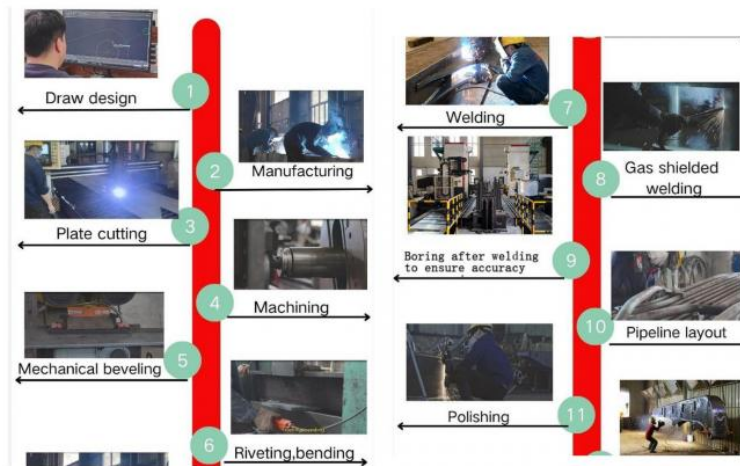 1
Draw design
2
Manufacturing
3
Plate cutting
4
Machining
5
Mechanical beveling
6
Riveting,bending
7
Welding
8
Gas shielded
welding
9
Boring after welding
to ensure accuracy
10
Pipeline layout
11
Polishing